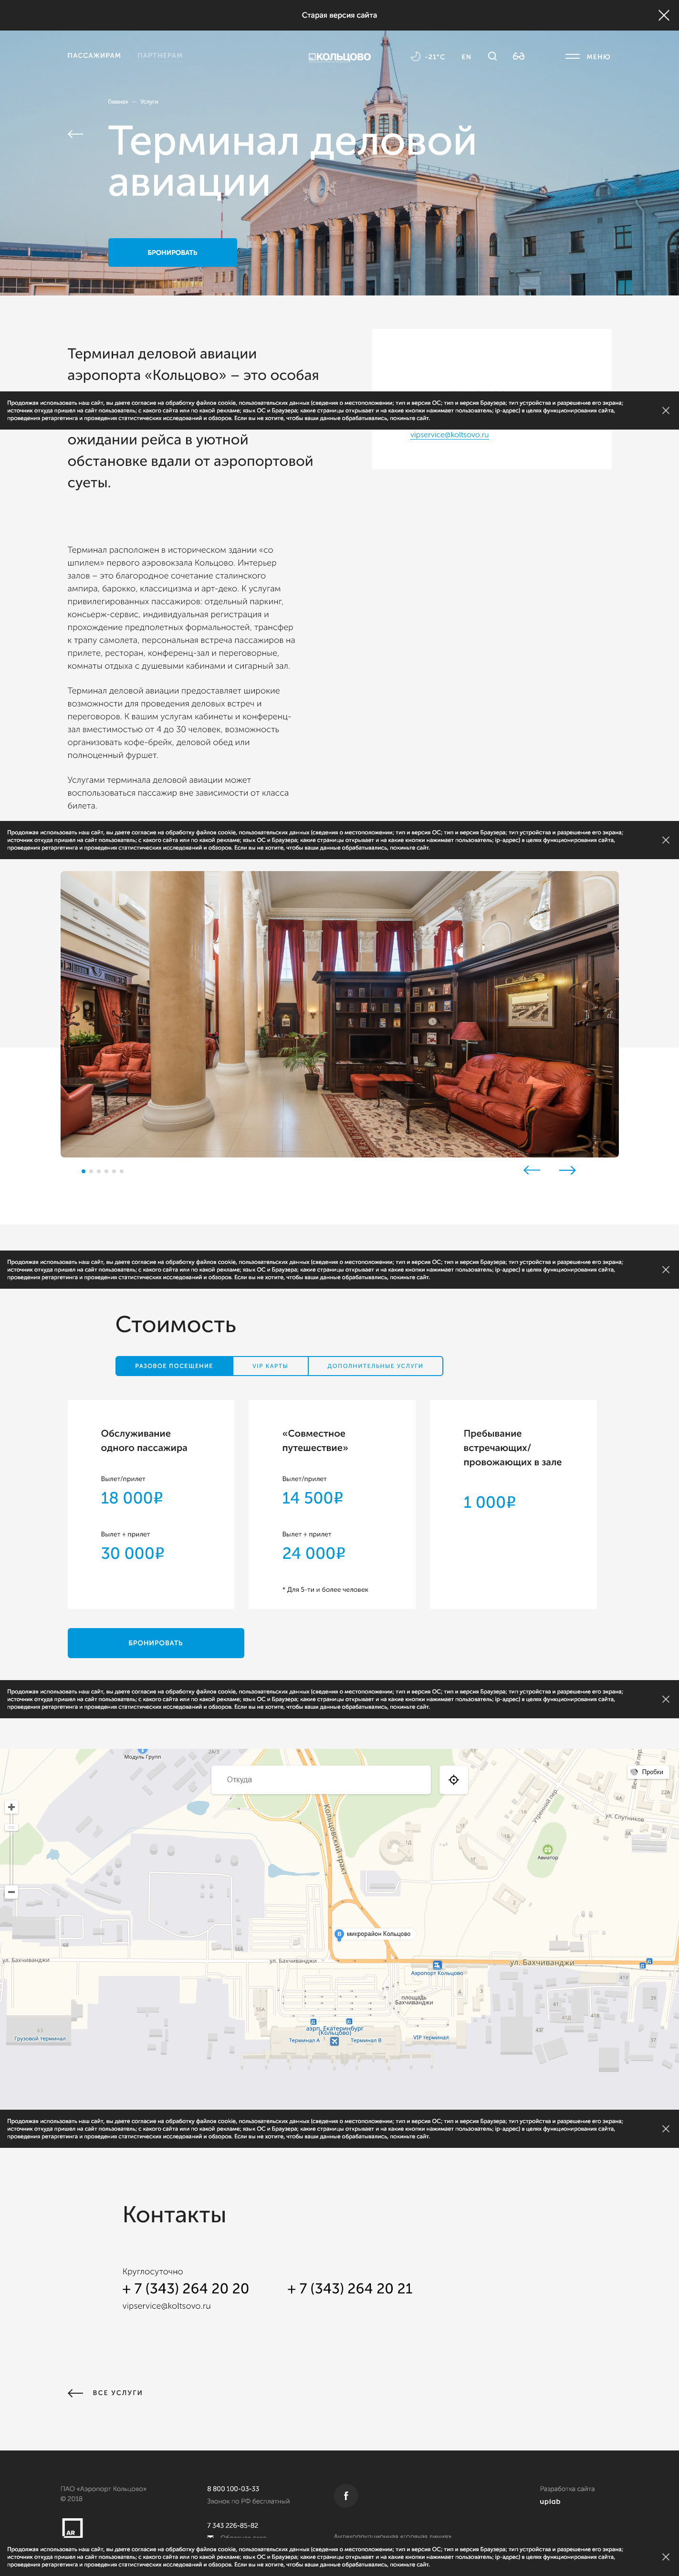 Старая версия сайта
ПАССАЖИРАМ ПАРТНЕРАМ
КОЛЬЦОВО
-21°C EN МЕНЮ
Главная — Услуги
Терминал деловой
авиации
БРОНИРОВАТЬ
Терминал деловой авиации
аэропорта «Кольцово» – это особая
Продолжая использовать наш сайт, вы даете согласие на обработку файлов cookie, пользовательских данных (сведения о местоположении; тип и версия ОС; тип и версия Браузера; тип устройства и разрешение его экрана;
источник откуда пришел на сайт пользователь; с какого сайта или по какой рекламе; язык ОС и Браузера; какие страницы открывает и на какие кнопки нажимает пользователь; ip-адрес) в целях функционирования сайта,
проведения ретаргетинга и проведения статистических исследований и обзоров. Если вы не хотите, чтобы ваши данные обрабатывались, покиньте сайт.
vipservice@koltsovo.ru
ожидании рейса в уютной
обстановке вдали от аэропортовой
суеты.
Терминал расположен в историческом здании «со
шпилем» первого аэровокзала Кольцово. Интерьер
залов – это благородное сочетание сталинского
ампира, барокко, классицизма и арт-деко. К услугам
привилегированных пассажиров: отдельный паркинг,
консьерж-сервис, индивидуальная регистрация и
прохождение предполетных формальностей, трансфер
к трапу самолета, персональная встреча пассажиров на
прилете, ресторан, конференц-зал и переговорные,
комнаты отдыха с душевыми кабинами и сигарный зал.
Терминал деловой авиации предоставляет широкие
возможности для проведения деловых встреч и
переговоров. К вашим услугам кабинеты и конференц-
зал вместимостью от 4 до 30 человек, возможность
организовать кофе-брейк, деловой обед или
полноценный фуршет.
Услугами терминала деловой авиации может
воспользоваться пассажир вне зависимости от класса
билета.
Продолжая использовать наш сайт, вы даете согласие на обработку файлов cookie, пользовательских данных (сведения о местоположении; тип и версия ОС; тип и версия Браузера; тип устройства и разрешение его экрана;
источник откуда пришел на сайт пользователь; с какого сайта или по какой рекламе; язык ОС и Браузера; какие страницы открывает и на какие кнопки нажимает пользователь; ip-адрес) в целях функционирования сайта,
проведения ретаргетинга и проведения статистических исследований и обзоров. Если вы не хотите, чтобы ваши данные обрабатывались, покиньте сайт.
Продолжая использовать наш сайт, вы даете согласие на обработку файлов cookie, пользовательских данных (сведения о местоположении; тип и версия ОС; тип и версия Браузера; тип устройства и разрешение его экрана;
источник откуда пришел на сайт пользователь; с какого сайта или по какой рекламе; язык ОС и Браузера; какие страницы открывает и на какие кнопки нажимает пользователь; ip-адрес) в целях функционирования сайта,
проведения ретаргетинга и проведения статистических исследований и обзоров. Если вы не хотите, чтобы ваши данные обрабатывались, покиньте сайт.
Стоимость
РАЗОВОЕ ПОСЕЩЕНИЕ VIP КАРТЫ ДОПОЛНИТЕЛЬНЫЕ УСЛУГИ
Обслуживание
одного пассажира
Вылет/прилет
18 000₽
Вылет + прилет
30 000₽
«Совместное
путешествие»
Вылет/прилет
14 500₽
Вылет + прилет
24 000₽
* Для 5-ти и более человек
Пребывание
встречающих/
провожающих в зале
1 000₽
БРОНИРОВАТЬ
Продолжая использовать наш сайт, вы даете согласие на обработку файлов cookie, пользовательских данных (сведения о местоположении; тип и версия ОС; тип и версия Браузера; тип устройства и разрешение его экрана;
источник откуда пришел на сайт пользователь; с какого сайта или по какой рекламе; язык ОС и Браузера; какие страницы открывает и на какие кнопки нажимает пользователь; ip-адрес) в целях функционирования сайта,
проведения ретаргетинга и проведения статистических исследований и обзоров. Если вы не хотите, чтобы ваши данные обрабатывались, покиньте сайт.
Модуль Групп
Откуда
Пробки
Кольцовский тракт
Утренний пер.
ул. Спутников
Авиатор
микрорайон Кольцово
ул. Бахчиванджи
ул. Бахчиванджи
ул. Бахчиванджи
Аэропорт Кольцово
площадь
Бахчиванджи
аэрп. Екатеринбург
(Кольцово)
Грузовой терминал
Терминал А
Терминал B
VIP терминал
Продолжая использовать наш сайт, вы даете согласие на обработку файлов cookie, пользовательских данных (сведения о местоположении; тип и версия ОС; тип и версия Браузера; тип устройства и разрешение его экрана;
источник откуда пришел на сайт пользователь; с какого сайта или по какой рекламе; язык ОС и Браузера; какие страницы открывает и на какие кнопки нажимает пользователь; ip-адрес) в целях функционирования сайта,
проведения ретаргетинга и проведения статистических исследований и обзоров. Если вы не хотите, чтобы ваши данные обрабатывались, покиньте сайт.
Контакты
Круглосуточно
+ 7 (343) 264 20 20 + 7 (343) 264 20 21
vipservice@koltsovo.ru
ВСЕ УСЛУГИ
ПАО «Аэропорт Кольцово»
© 2018
AR
8 800 100-03-33
Звонок по РФ бесплатный
7 343 226-85-82
f
Разработка сайта
uplab
Продолжая использовать наш сайт, вы даете согласие на обработку файлов cookie, пользовательских данных (сведения о местоположении; тип и версия ОС; тип и версия Браузера; тип устройства и разрешение его экрана;
источник откуда пришел на сайт пользователь; с какого сайта или по какой рекламе; язык ОС и Браузера; какие страницы открывает и на какие кнопки нажимает пользователь; ip-адрес) в целях функционирования сайта,
проведения ретаргетинга и проведения статистических исследований и обзоров. Если вы не хотите, чтобы ваши данные обрабатывались, покиньте сайт.